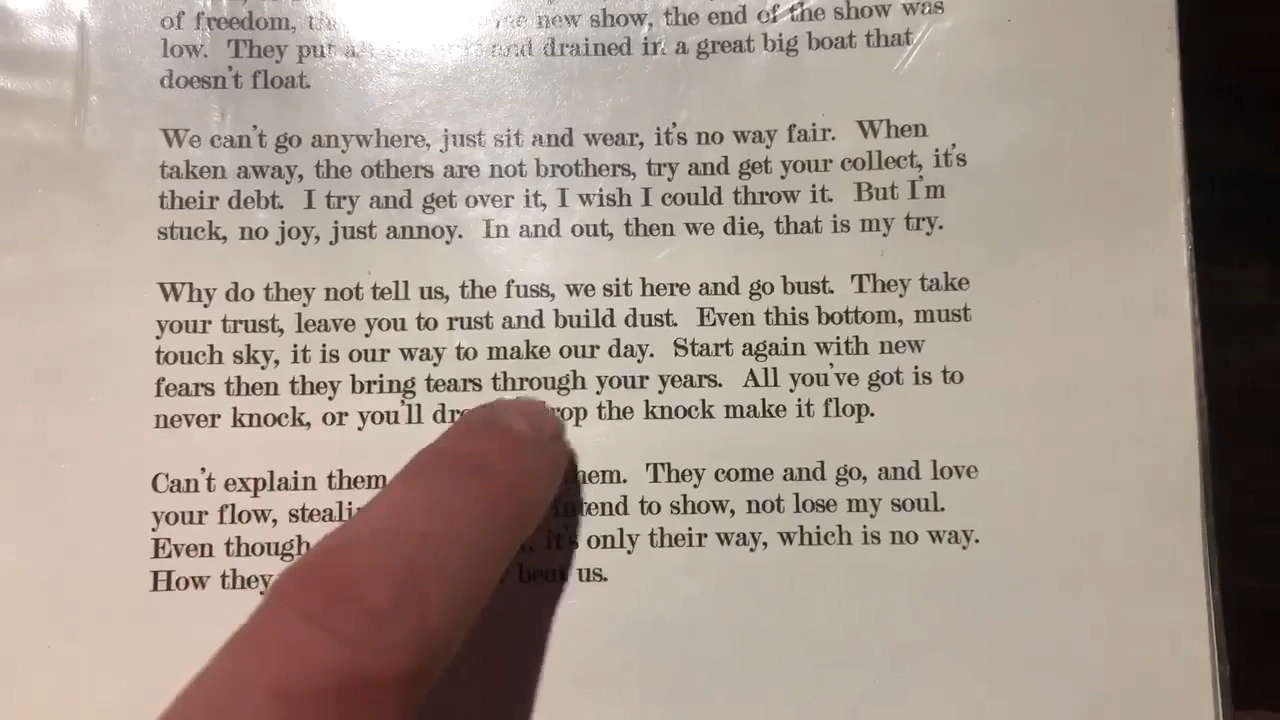 of freedom, new show, the end of the show was
low. They put and drained in a great big boat that
doesn't float.
We can't go anywhere, just sit and wear, it's no way fair. When
taken away, the others are not brothers, try and get your collect, it's
their debt. I try and get over it, I wish I could throw it. But I'm
stuck, no joy, just annoy. In and out, then we die, that is my try.
Why do they not tell us, the fuss, we sit here and go bust. They take
your trust, leave you to rust and build dust. Even this bottom, must
touch sky, it is our way to make our day. Start again with new
fears then they bring tears through your years. All you've got is to
never knock, or you'll the knock make it flop.
Can't explain them They come and go, and love
your flow, intend to show, not lose my soul.
Even though it's only their way, which is no way.
How they beat us.